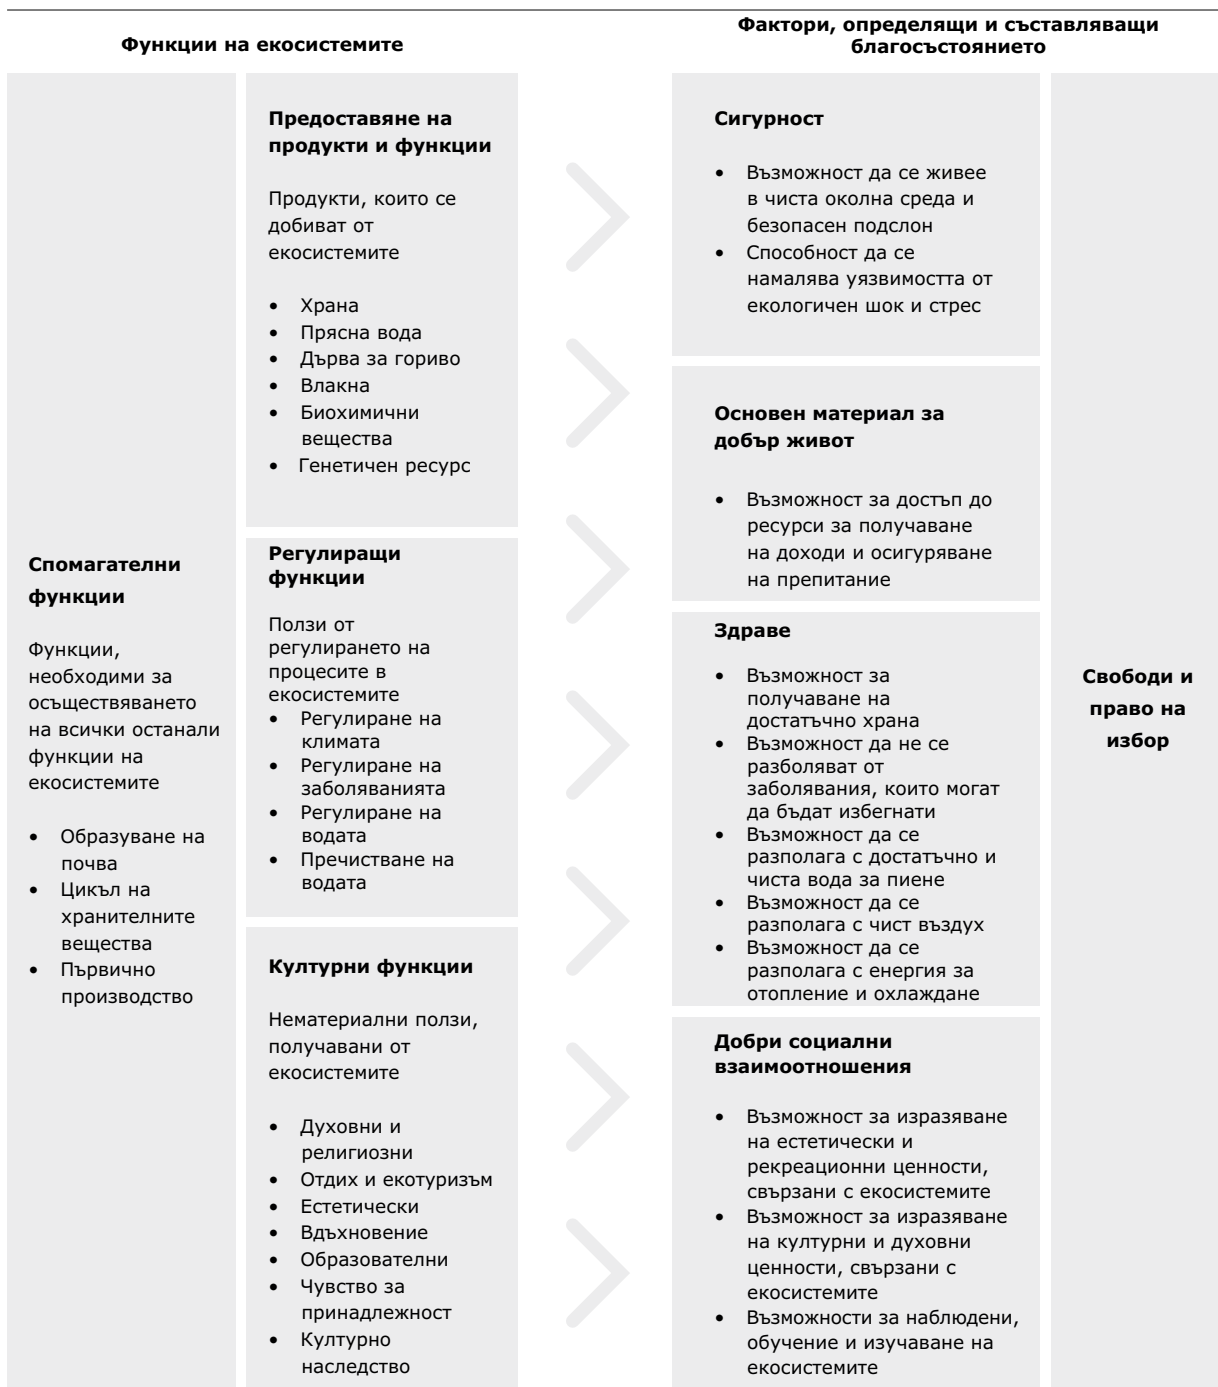 Функции на екосистемите
Фактори, определящи и съставляващи
благосъстоянието
Спомагателни
функции
Функции,
необходими за
осъществяването
на всички останали
функции на
екосистемите
• Образуване на
почва
• Цикъл на
хранителните
вещества
• Първично
производство
Предоставяне на
продукти и функции
Продукти, които се
добиват от
екосистемите
• Храна
• Прясна вода
• Дърва за гориво
• Влакна
• Биохимични
вещества
• Генетичен ресурс
Регулиращи
функции
Ползи от
регулирането на
процесите в
екосистемите
• Регулиране на
климата
• Регулиране на
заболяванията
• Регулиране на
водата
• Пречистване на
водата
Културни функции
Нематериални ползи,
получавани от
екосистемите
• Духовни и
религиозни
• Отдих и екотуризъм
• Естетически
• Вдъхновение
• Образователни
• Чувство за
принадлежност
• Културно
наследство
Сигурност
• Възможност да се живее
в чиста околна среда и
безопасен подслон
• Способност да се
намалява уязвимостта от
екологичен шок и стрес
Основен материал за
добър живот
• Възможност за достъп до
ресурси за получаване
на доходи и осигуряване
на препитание
Здраве
• Възможност за
получаване на
достатъчно храна
• Възможност да не се
разболяват от
заболявания, които могат
да бъдат избегнати
• Възможност да се
разполага с достатъчно и
чиста вода за пиене
• Възможност да се
разполага с чист въздух
• Възможност да се
разполага с енергия за
отопление и охлаждане
Добри социални
взаимоотношения
• Възможност за изразяване
на естетически и
рекреационни ценности,
свързани с екосистемите
• Възможност за изразяване
на културни и духовни
ценности, свързани с
екосистемите
• Възможности за наблюдени,
обучение и изучаване на
екосистемите
Свободи и
право на
избор